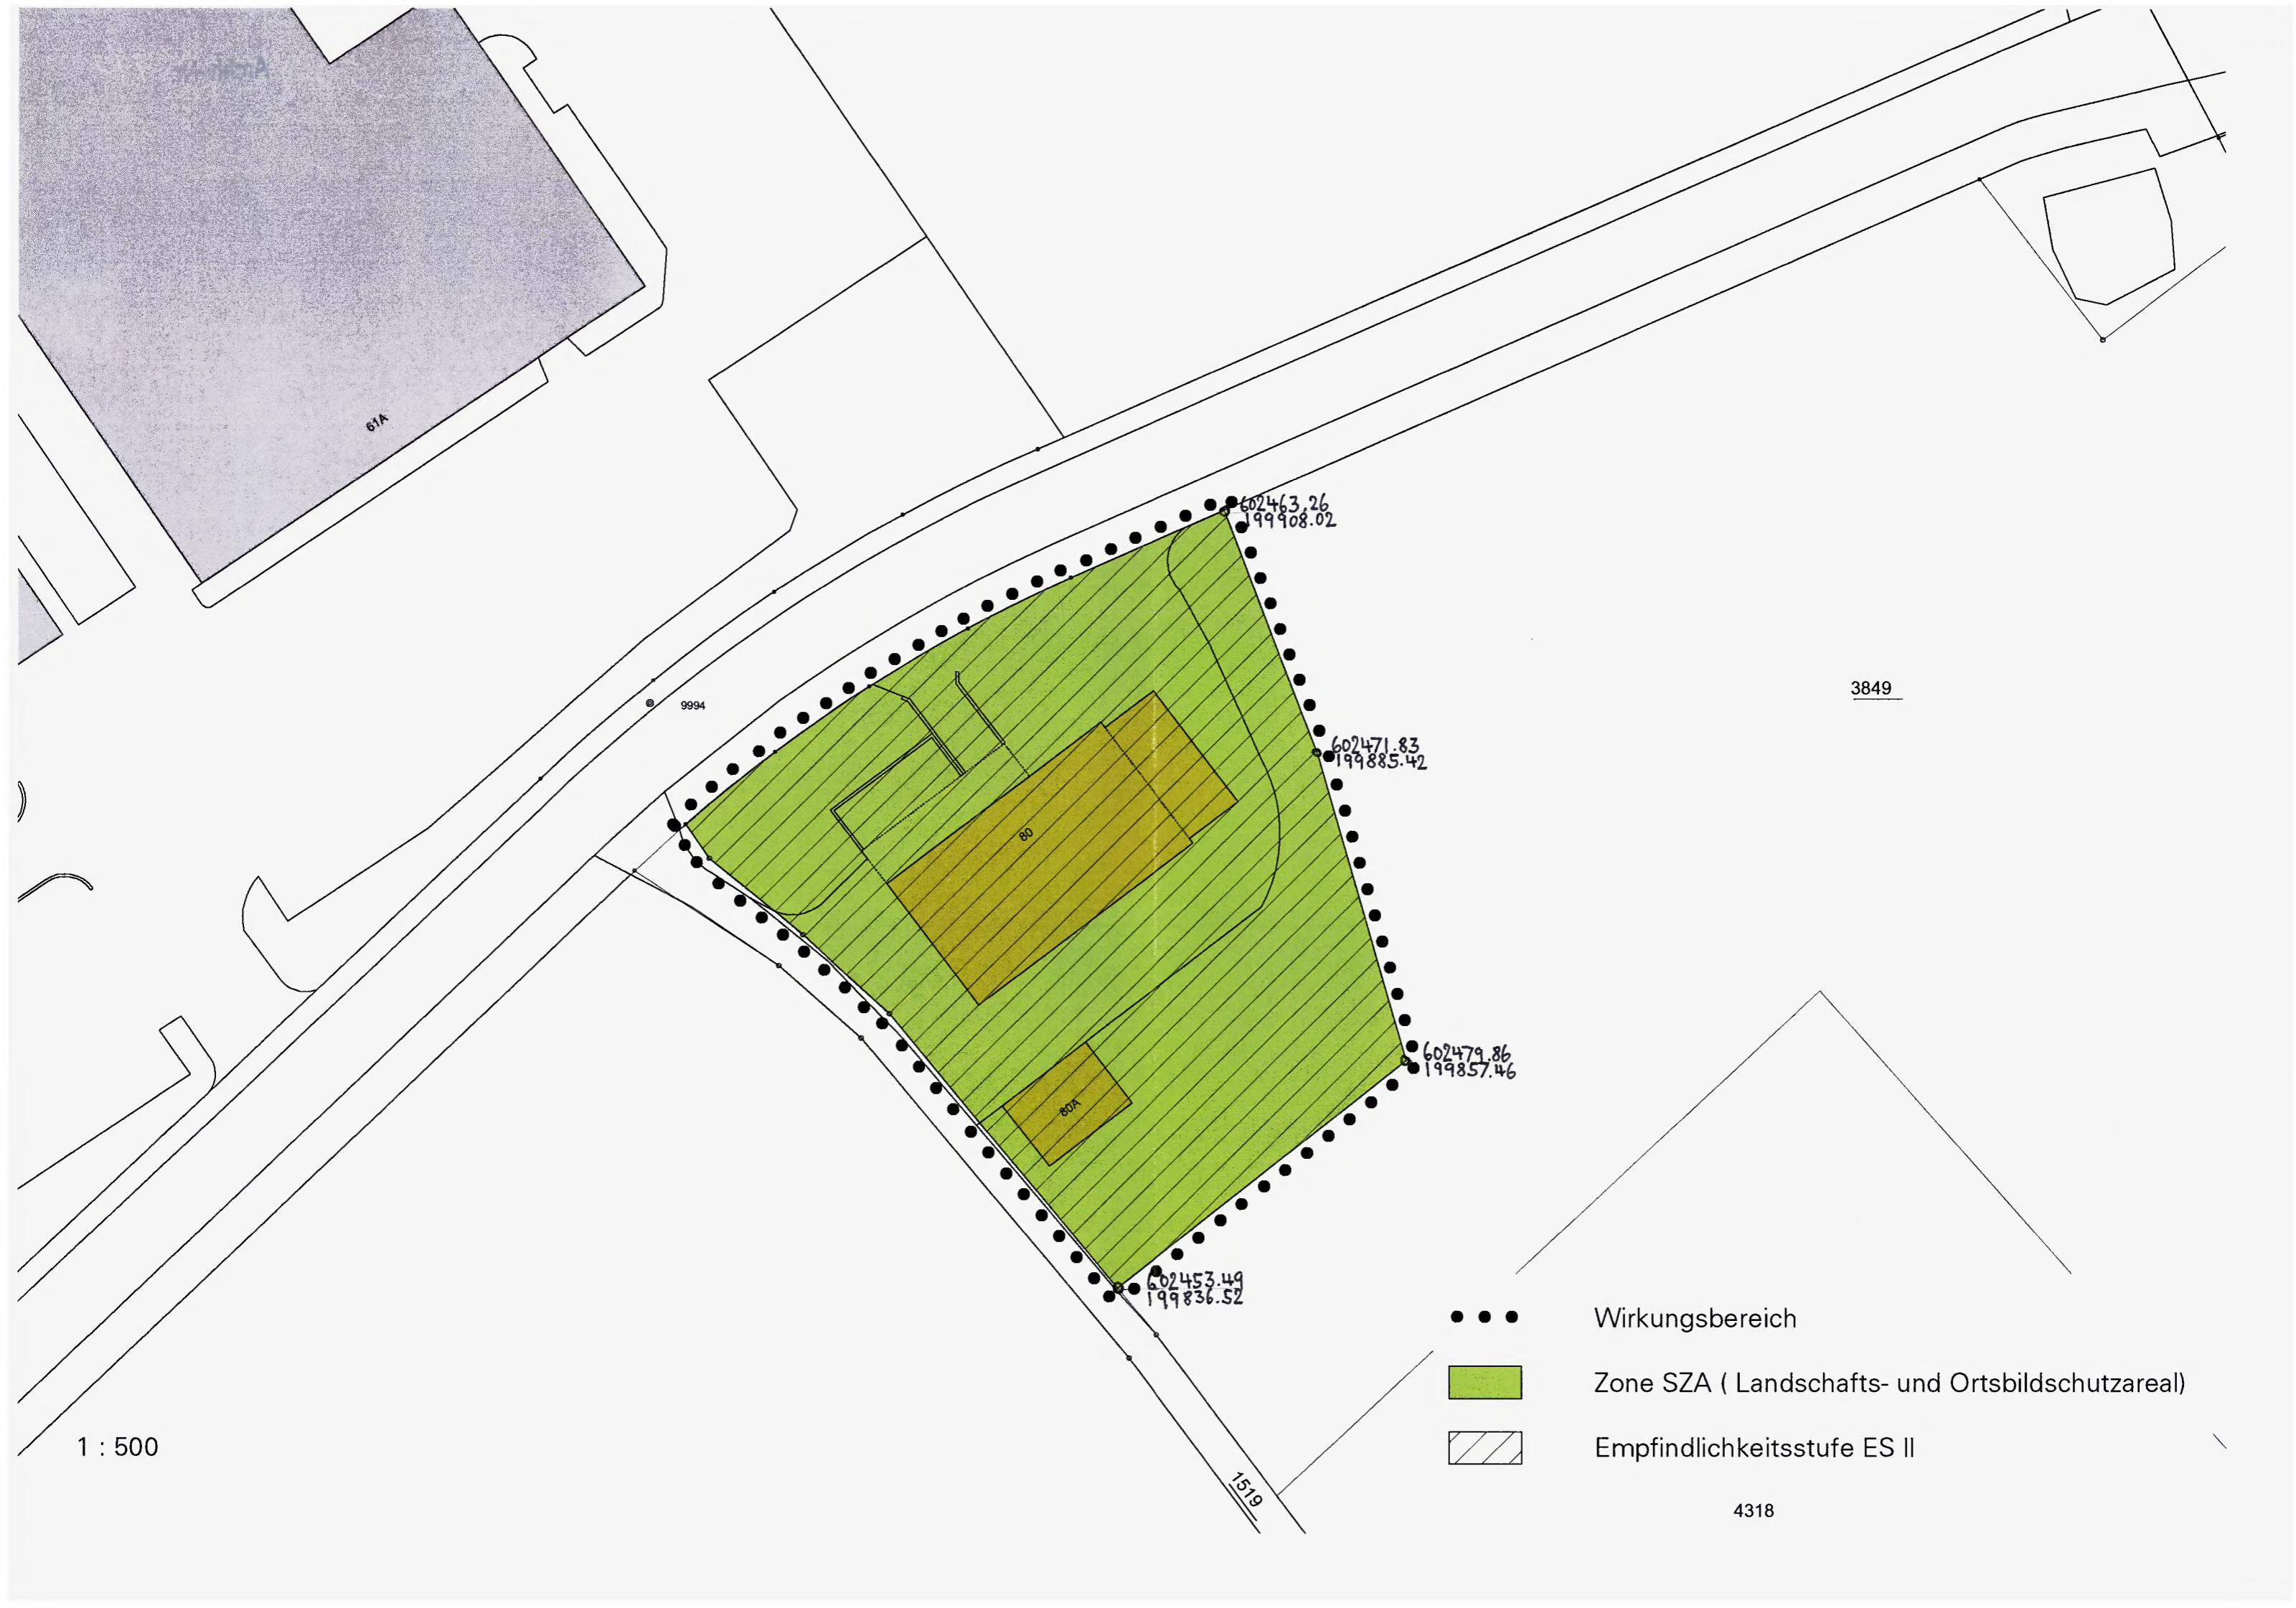 61A
602463.26
199908.02
3849
9994
602471.83
199885.42
80
602479.86
199857.46
80A
602453.49
199836.52
Wirkungsbereich
Zone SZA ( Landschafts- und Ortsbildschutzareal)
1 : 500
Empfindlichkeitsstufe ES II
1519
4318